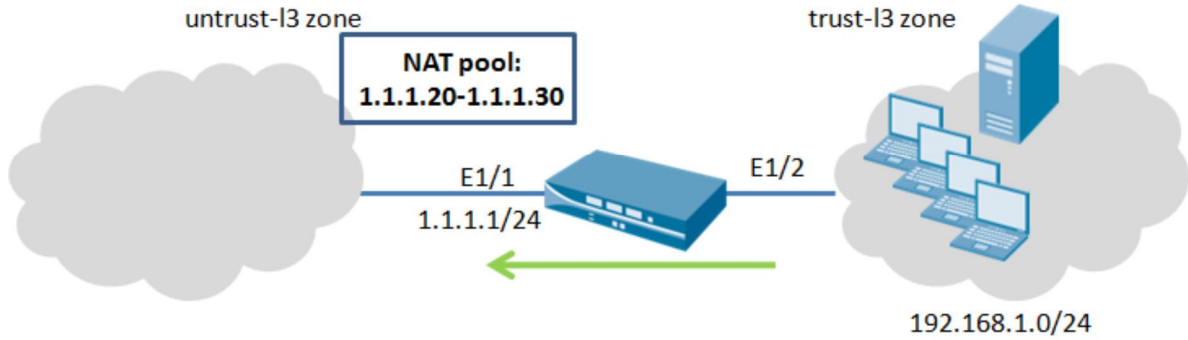 untrust-l3 zone
trust-l3 zone
NAT pool:
1.1.1.20-1.1.1.30
E1/1
E1/2
1.1.1.1/24
192.168.1.0/24